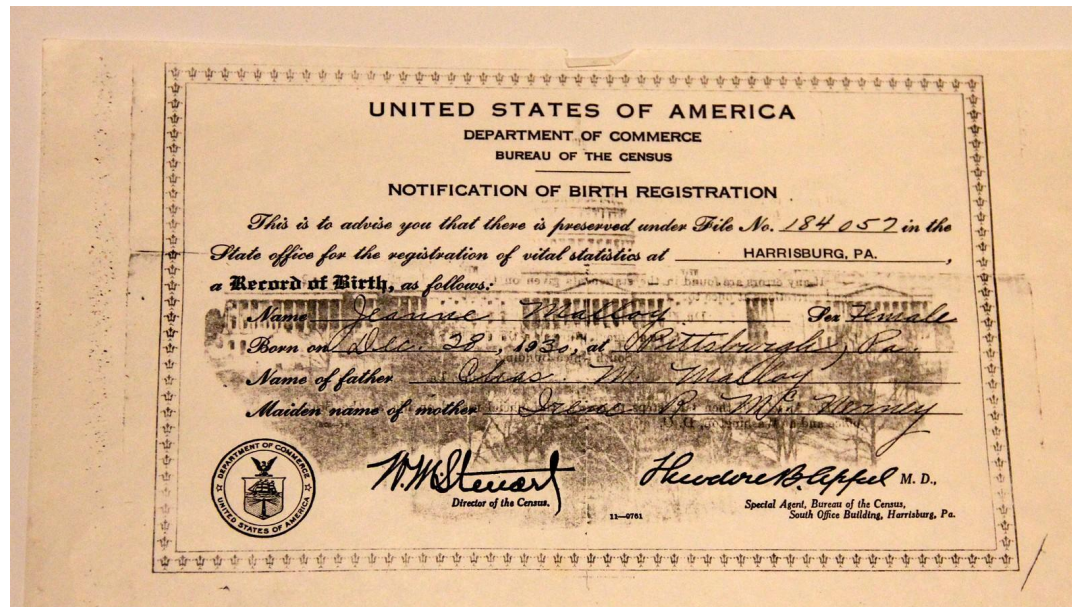 UNITED STATES OF AMERICA
DEPARTMENT OF COMMERCE
BUREAU OF THE CENSUS
NOTIFICATION OF BIRTH REGISTRATION
This is to advise you that there is preserved under File No. 184057 in the
State office for the registration of vital statistics at HARRISBURG, PA.,
a Record of Birth, as follows:
Name Jeanne Malloy Sex Female
Born on Dec. 28, 1930, at Pittsburgh, Pa.
Name of father Chas. M. Malloy
Maiden name of mother Irene R. Mc
W.M. Steuart Theodore B. Appel M. D.,
Director of the Census. Special Agent, Bureau of the Census,
11—0761 South Office Building, Harrisburg, Pa.
DEPARTMENT OF COMMERCE
UNITED STATES OF AMERICA